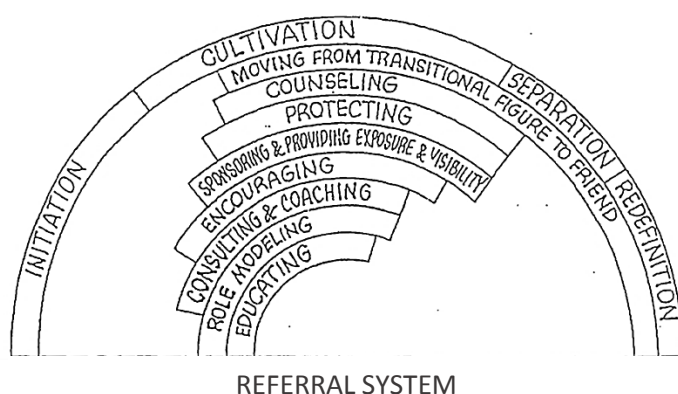 INITIATION
CULTIVATION
SEPARATION
REDEFINITION
MOVING FROM TRANSITIONAL FIGURE TO FRIEND
COUNSELING
PROTECTING
SPONSORING & PROVIDING EXPOSURE & VISIBILITY
ENCOURAGING
CONSULTING & COACHING
ROLE MODELING
EDUCATING
REFERRAL SYSTEM